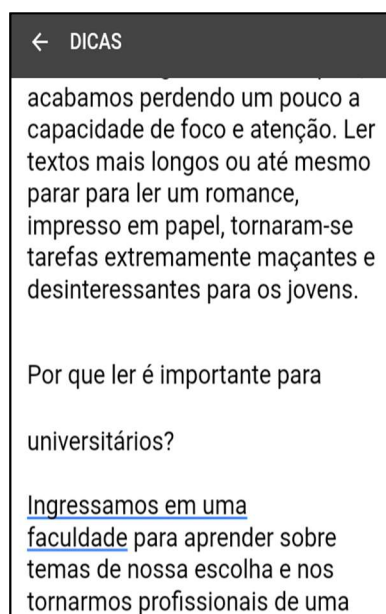 ← DICAS
acabamos perdendo um pouco a
capacidade de foco e atenção. Ler
textos mais longos ou até mesmo
parar para ler um romance,
impresso em papel, tornaram-se
tarefas extremamente maçantes e
desinteressantes para os jovens.
Por que ler é importante para
universitários?
Ingressamos em uma
faculdade para aprender sobre
temas de nossa escolha e nos
tornarmos profissionais de uma